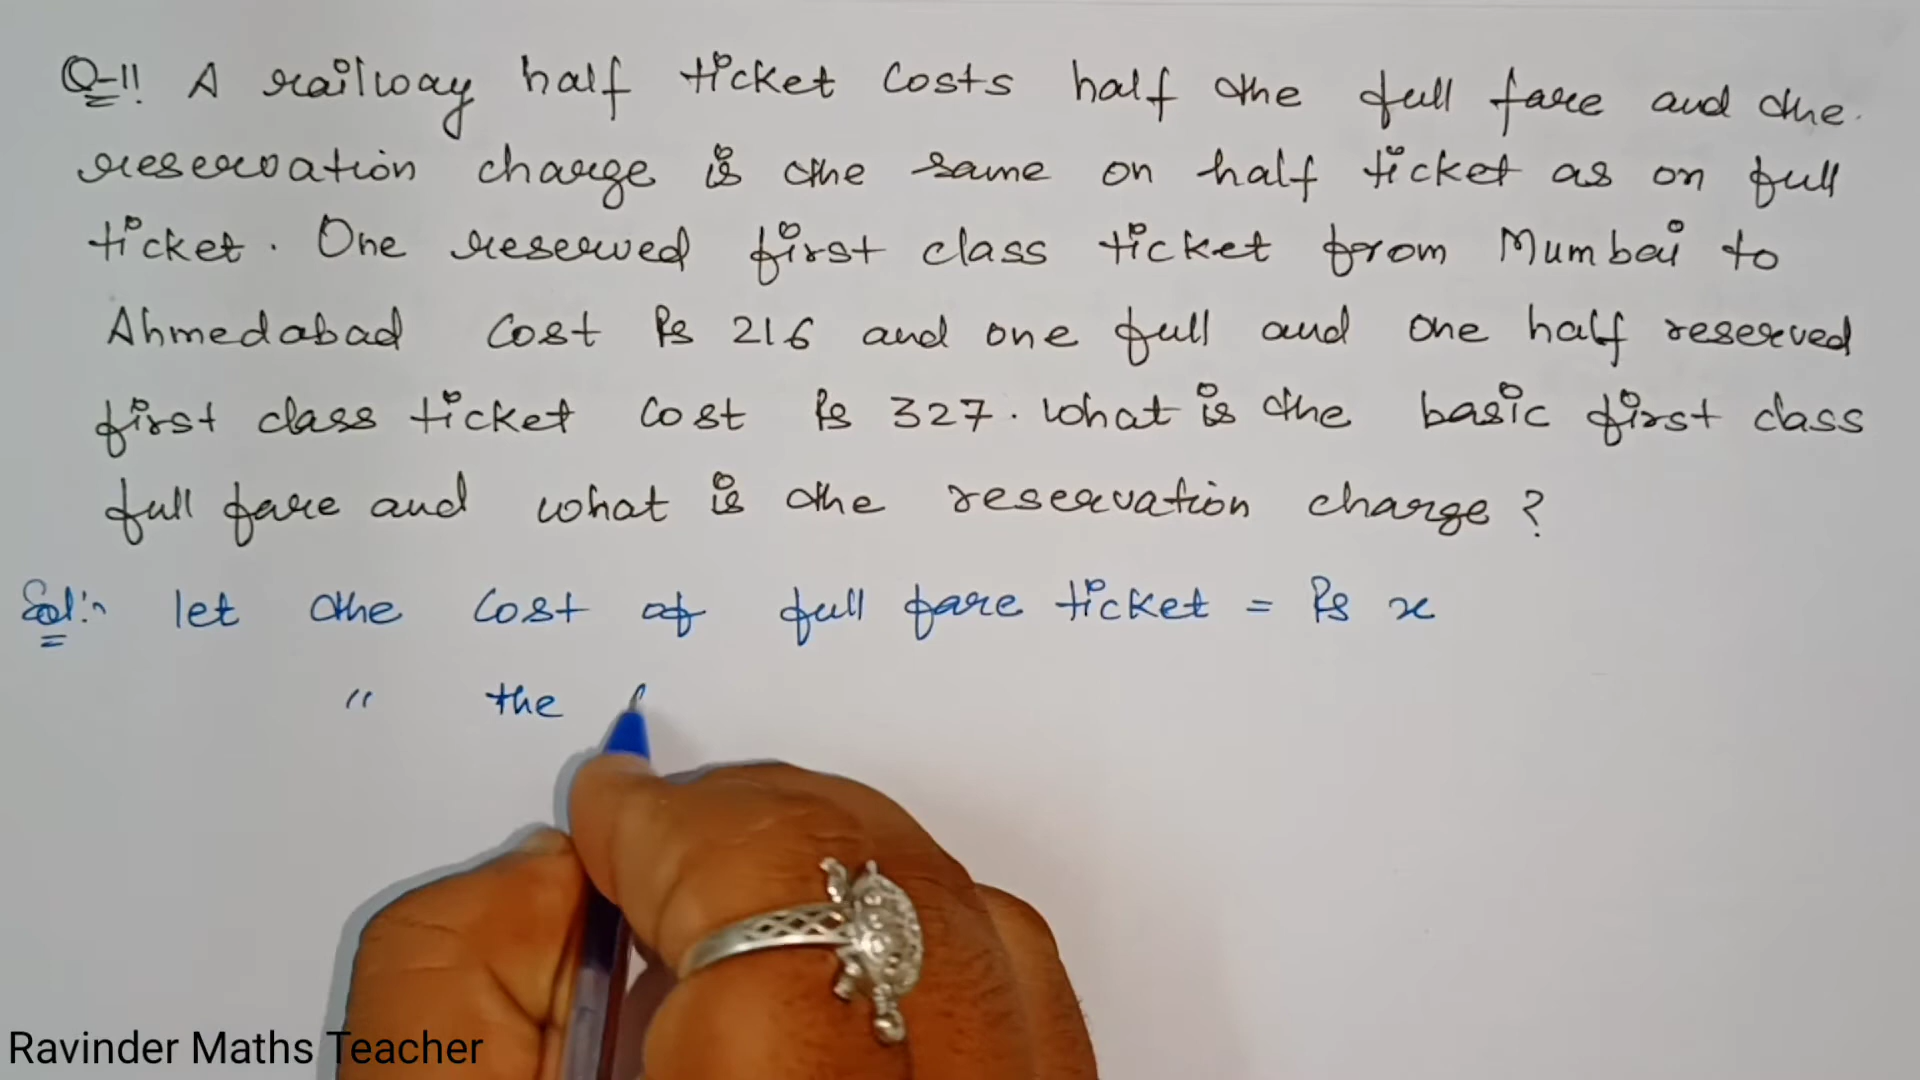 Q-11. A railway half ticket costs half the full fare and the
reservation charge is the same on half ticket as on full
ticket. One reserved first class ticket from Mumbai to
Ahmedabad cost Rs 216 and one full and one half reserved
first class ticket cost Rs 327. what is the basic first class
full fare and what is the reservation charge?
Sol:n let the cost of full fare ticket = Rs x
" the
Ravinder Maths Teacher